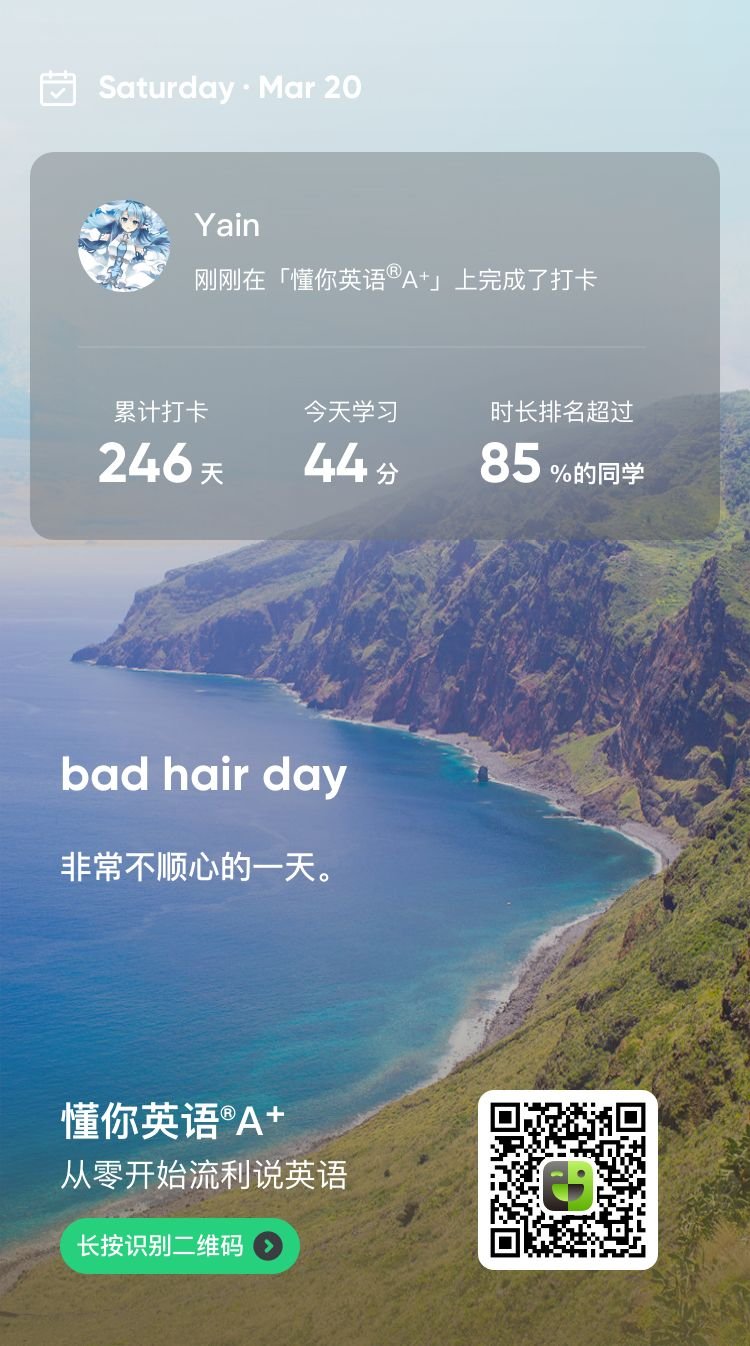 Saturday · Mar 20
Yain
刚刚在「懂你英语®A⁺」上完成了打卡
累计打卡 今天学习 时长排名超过
246 天 44 分 85 %的同学
bad hair day
非常不顺心的一天。
懂你英语®A⁺
从零开始流利说英语
长按识别二维码